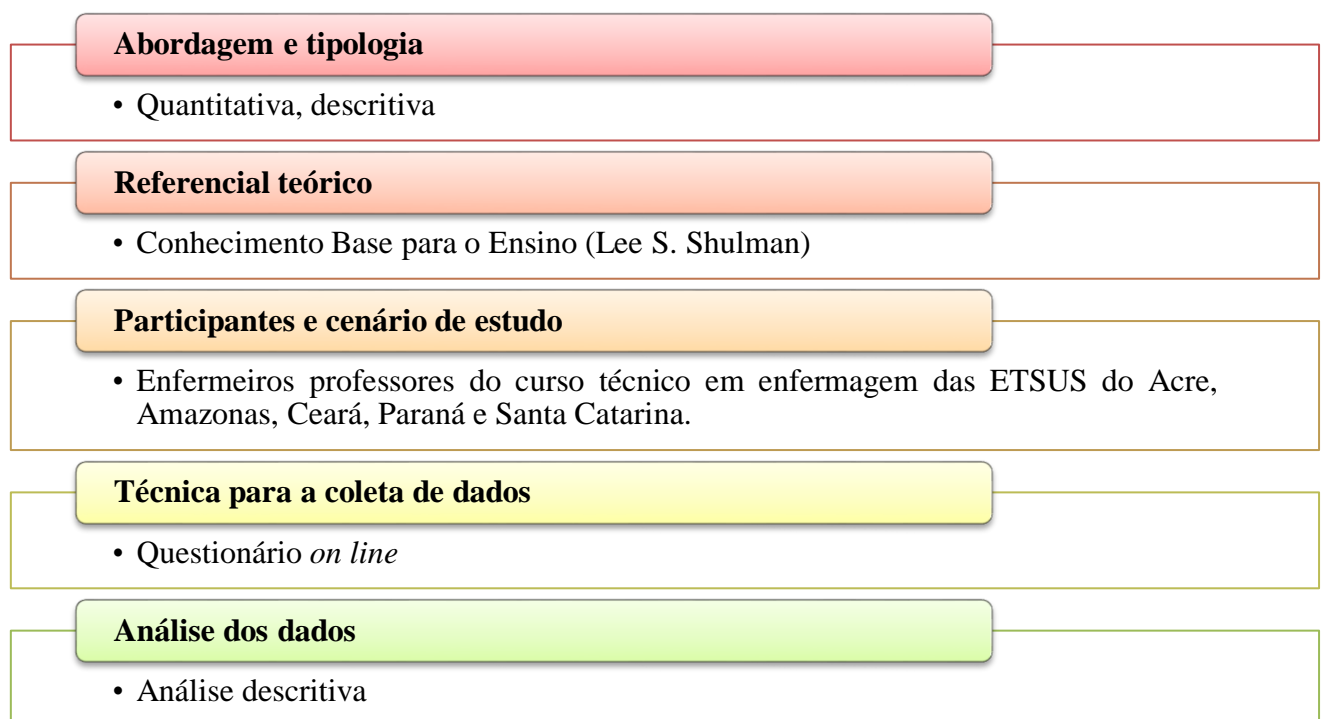 Abordagem e tipologia
• Quantitativa, descritiva
Referencial teórico
• Conhecimento Base para o Ensino (Lee S. Shulman)
Participantes e cenário de estudo
• Enfermeiros professores do curso técnico em enfermagem das ETSUS do Acre,
Amazonas, Ceará, Paraná e Santa Catarina.
Técnica para a coleta de dados
• Questionário on line
Análise dos dados
• Análise descritiva